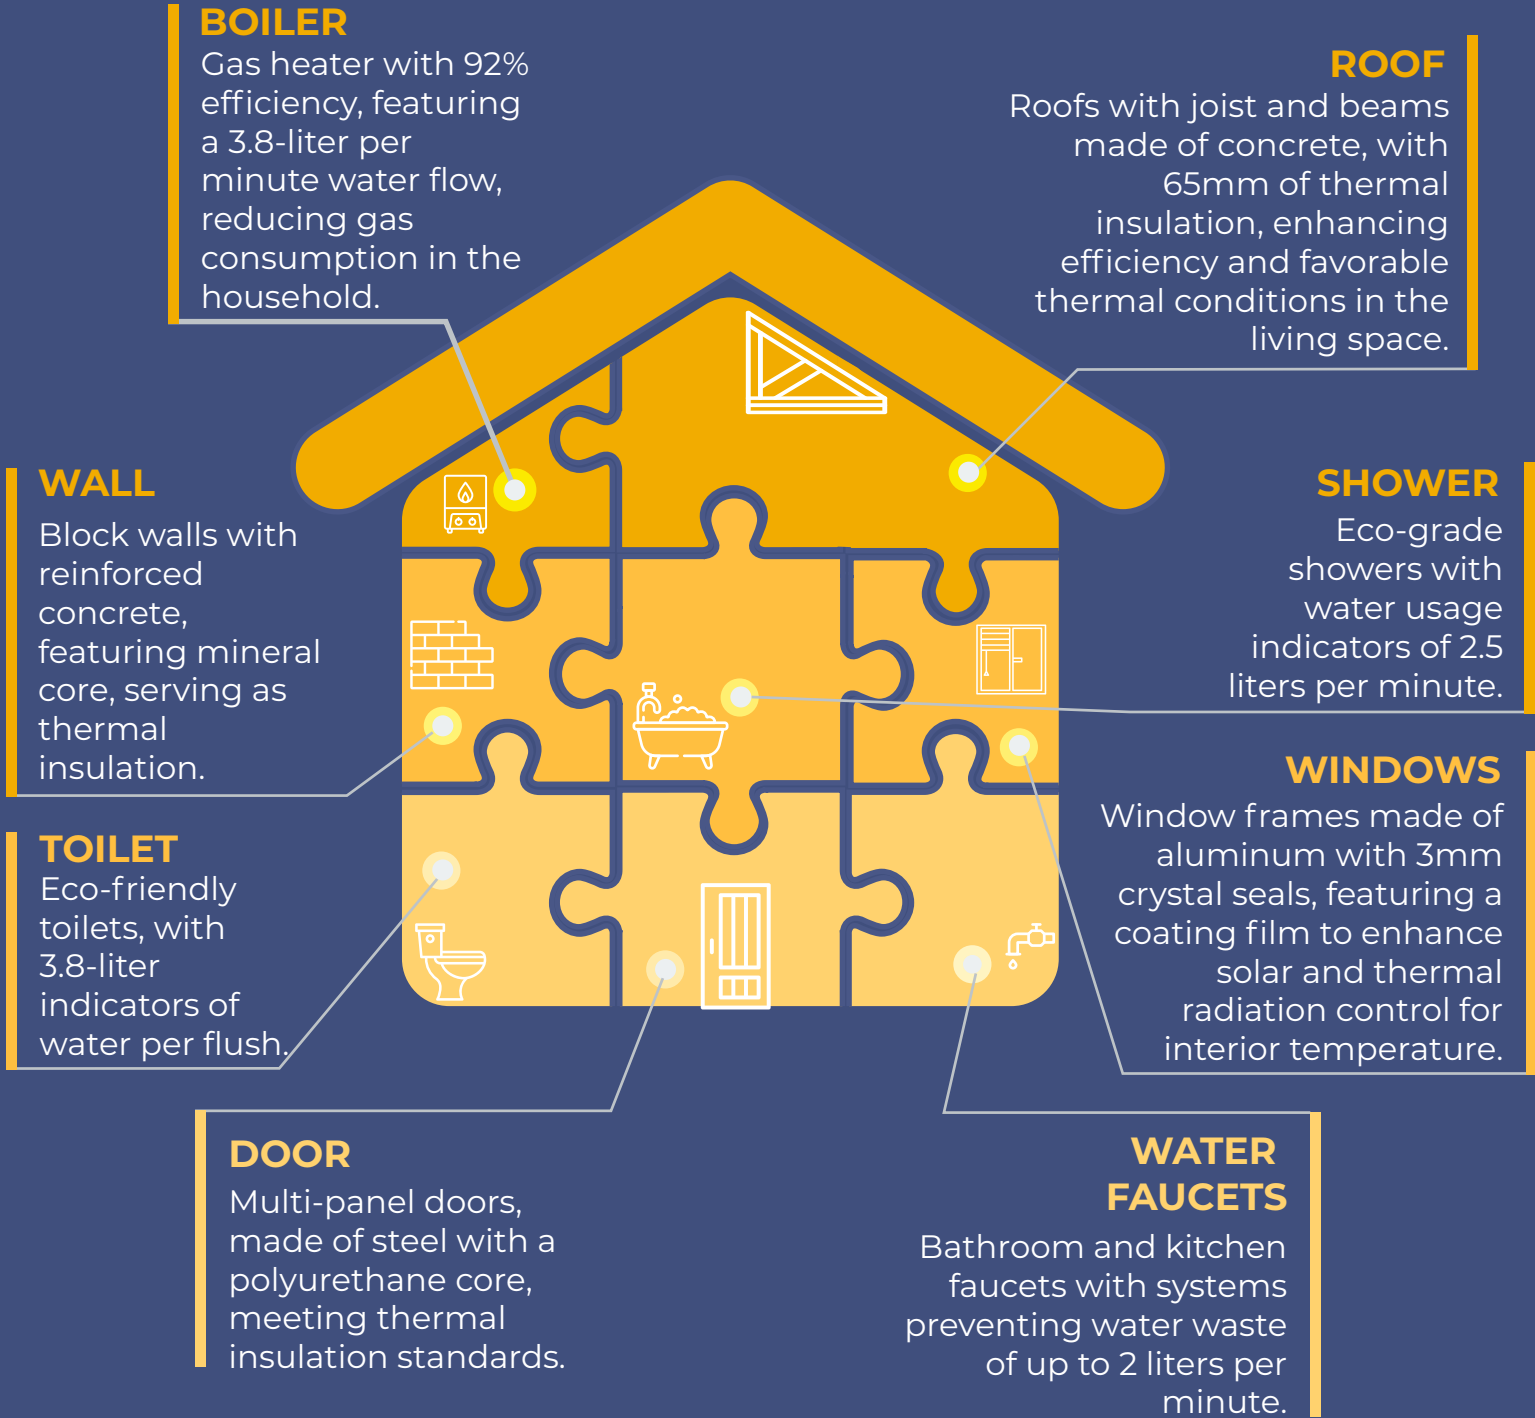 BOILER
Gas heater with 92%
efficiency, featuring
a 3.8-liter per
minute water flow,
reducing gas
consumption in the
household.
ROOF
Roofs with joist and beams
made of concrete, with
65mm of thermal
insulation, enhancing
efficiency and favorable
thermal conditions in the
living space.
WALL
Block walls with
reinforced
concrete,
featuring mineral
core, serving as
thermal
insulation.
SHOWER
Eco-grade
showers with
water usage
indicators of 2.5
liters per minute.
TOILET
Eco-friendly
toilets, with
3.8-liter
indicators of
water per flush.
WINDOWS
Window frames made of
aluminum with 3mm
crystal seals, featuring a
coating film to enhance
solar and thermal
radiation control for
interior temperature.
DOOR
Multi-panel doors,
made of steel with a
polyurethane core,
meeting thermal
insulation standards.
WATER
FAUCETS
Bathroom and kitchen
faucets with systems
preventing water waste
of up to 2 liters per
minute.